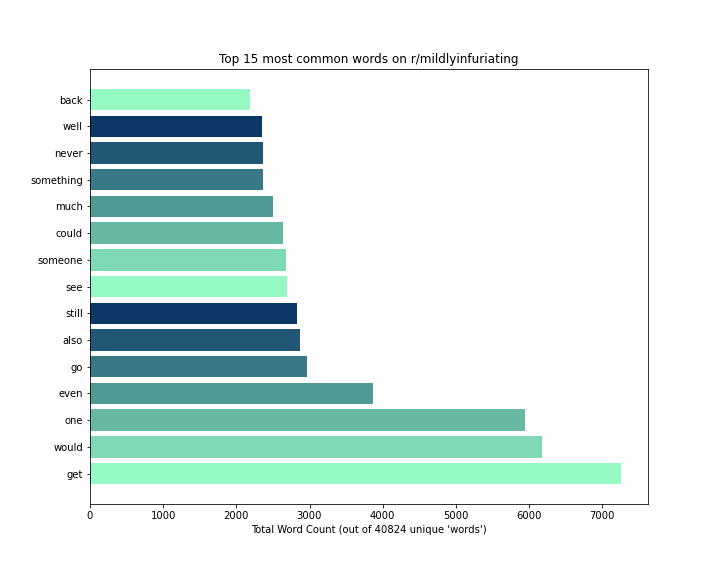 Top 15 most common words on r/mildlyinfuriating
back
well
never
something
much
could
someone
see
still
also
go
even
one
would
get
0 1000 2000 3000 4000 5000 6000 7000
Total Word Count (out of 40824 unique 'words')